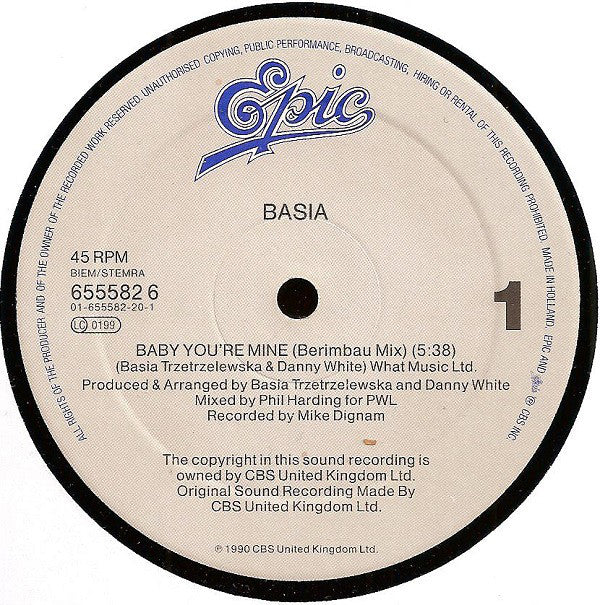 ALL RIGHTS OF THE PRODUCER AND OF THE OWNER OF THE RECORDED WORK RESERVED. UNAUTHORISED COPYING, PUBLIC PERFORMANCE, BROADCASTING, HIRING OR RENTAL OF THIS RECORDING PROHIBITED. MADE IN HOLLAND. EPIC AND Epic ℗ CBS INC.
Epic
BASIA
45 RPM
BIEM/STEMRA
655582 6
01-655582-20-1
LC 0199
1
BABY YOU'RE MINE (Berimbau Mix) (5:38)
(Basia Trzetrzelewska & Danny White) What Music Ltd.
Produced & Arranged by Basia Trzetrzelewska and Danny White
Mixed by Phil Harding for PWL
Recorded by Mike Dignam
The copyright in this sound recording is
owned by CBS United Kingdom Ltd.
Original Sound Recording Made By
CBS United Kingdom Ltd.
℗ 1990 CBS United Kingdom Ltd.